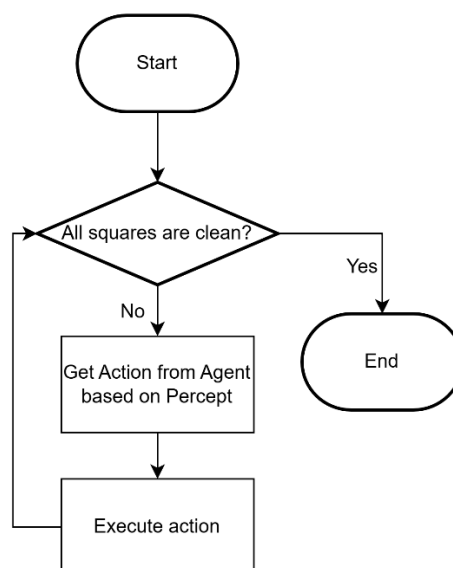 Start
All squares are clean?
Yes
No
Get Action from Agent
based on Percept
End
Execute action